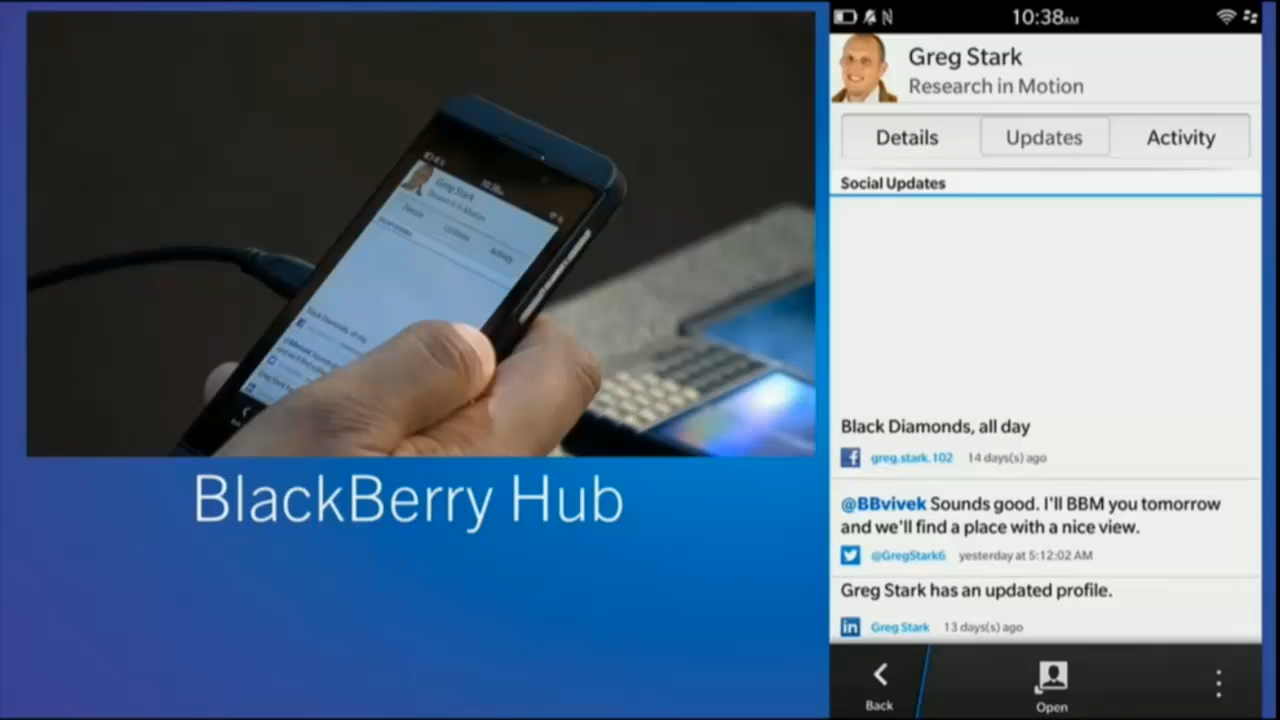 BlackBerry Hub
10:38AM
Greg Stark
Research in Motion
Details
Updates
Activity
Social Updates
Black Diamonds, all day
greg.stark.102 14 days(s) ago
@BBvivek Sounds good. I'll BBM you tomorrow
and we'll find a place with a nice view.
@GregStark6 yesterday at 5:12:02 AM
Greg Stark has an updated profile.
Greg Stark 13 days(s) ago
Back
Open